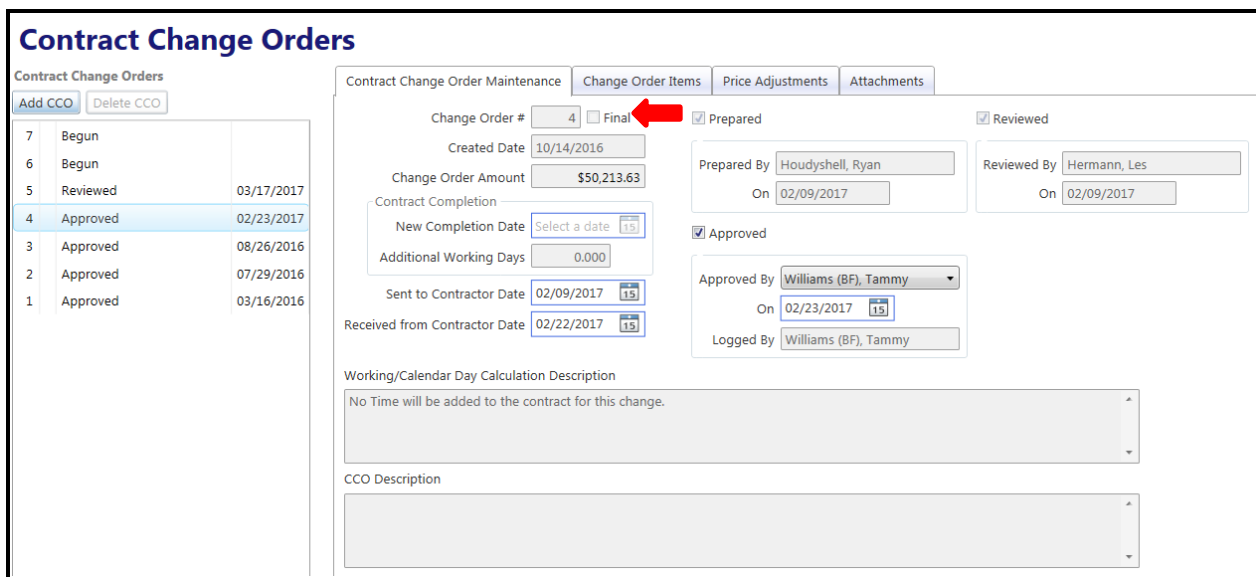 Contract Change Orders
Contract Change Orders
Add CCO Delete CCO
7 Begun
6 Begun
5 Reviewed 03/17/2017
4 Approved 02/23/2017
3 Approved 08/26/2016
2 Approved 07/29/2016
1 Approved 03/16/2016
Contract Change Order Maintenance Change Order Items Price Adjustments Attachments
Change Order # 4 Final
Created Date 10/14/2016
Change Order Amount $50,213.63
Contract Completion
New Completion Date Select a date 15
Additional Working Days 0.000
Sent to Contractor Date 02/09/2017 15
Received from Contractor Date 02/22/2017 15
Prepared
Prepared By Houdyshell, Ryan
On 02/09/2017
Reviewed
Reviewed By Hermann, Les
On 02/09/2017
Approved
Approved By Williams (BF), Tammy
On 02/23/2017 15
Logged By Williams (BF), Tammy
Working/Calendar Day Calculation Description
No Time will be added to the contract for this change.
CCO Description